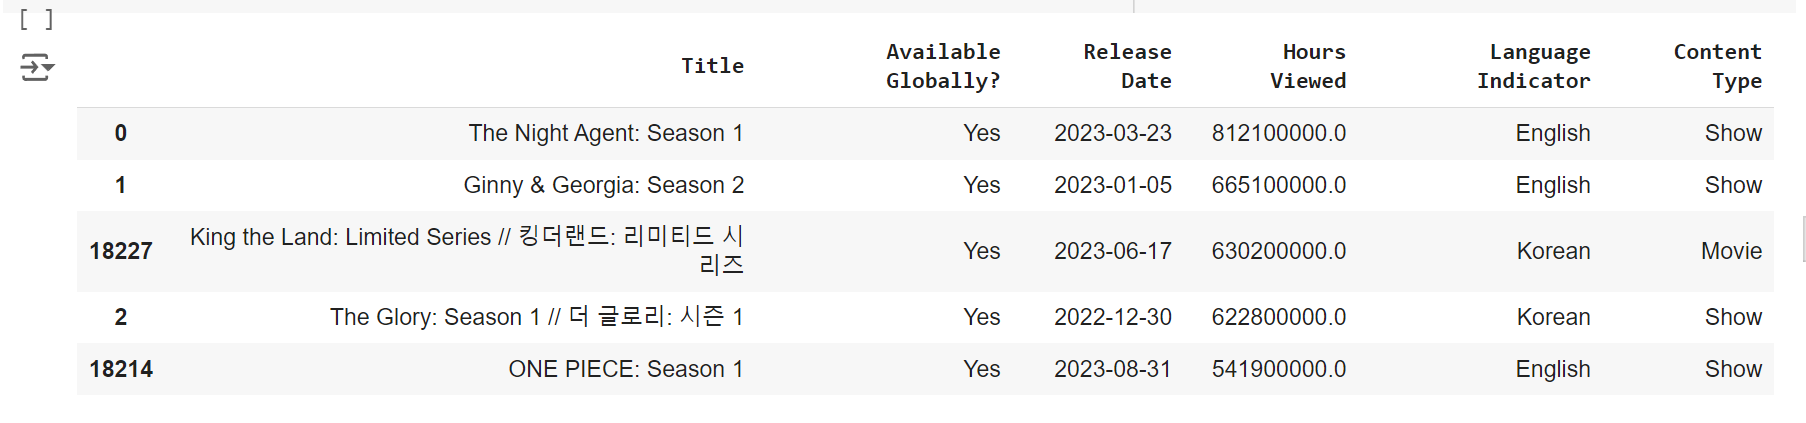 [ ]
Title Available Globally? Release Date Hours Viewed Language Indicator Content Type
0 The Night Agent: Season 1 Yes 2023-03-23 812100000.0 English Show
1 Ginny & Georgia: Season 2 Yes 2023-01-05 665100000.0 English Show
18227 King the Land: Limited Series // 킹더랜드: 리미티드 시리즈 Yes 2023-06-17 630200000.0 Korean Movie
2 The Glory: Season 1 // 더 글로리: 시즌 1 Yes 2022-12-30 622800000.0 Korean Show
18214 ONE PIECE: Season 1 Yes 2023-08-31 541900000.0 English Show